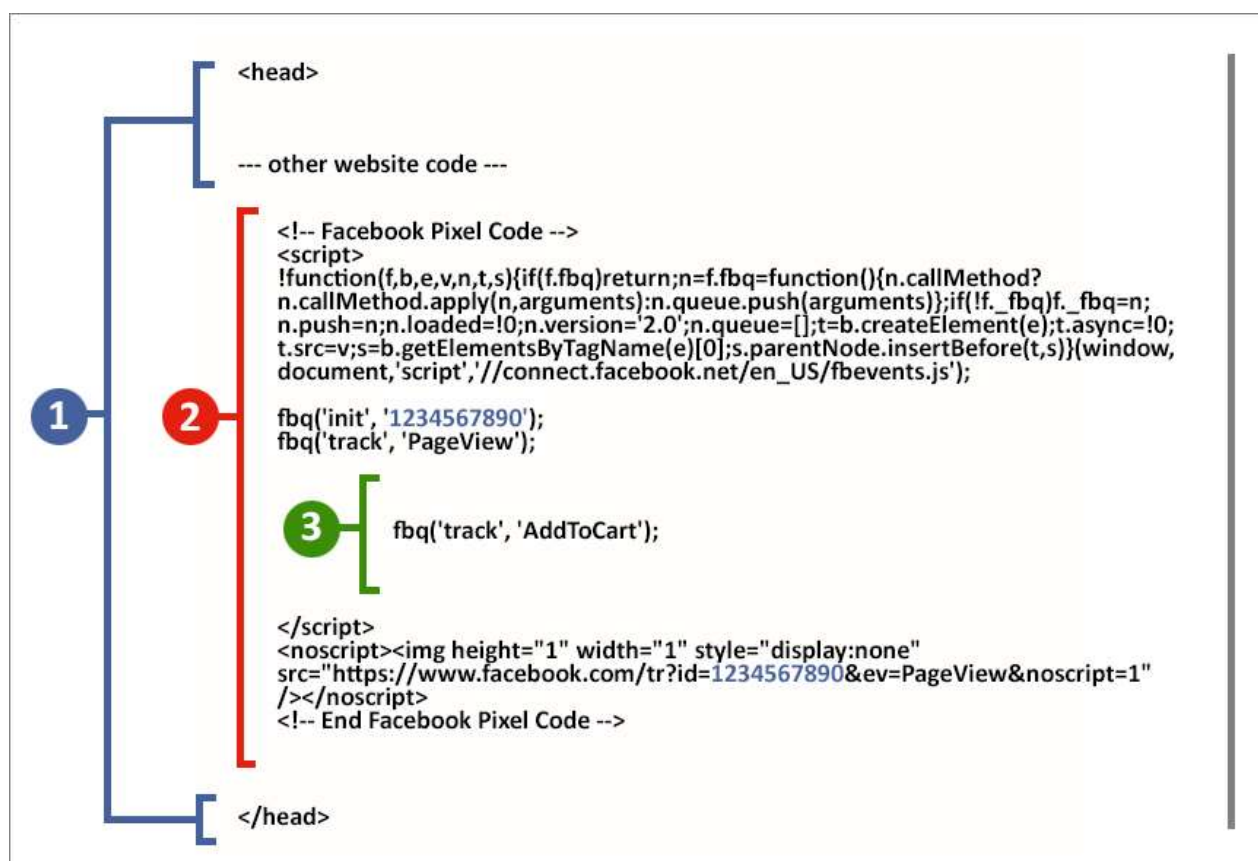 <head>
--- other website code ---
<!-- Facebook Pixel Code -->
<script>
!function(f,b,e,v,n,t,s){if(f.fbq)return;n=f.fbq=function(){n.callMethod?
n.callMethod.apply(n,arguments):n.queue.push(arguments)};if(!f._fbq)f._fbq=n;
n.push=n;n.loaded=!0;n.version='2.0';n.queue=[];t=b.createElement(e);t.async=!0;
t.src=v;s=b.getElementsByTagName(e)[0];s.parentNode.insertBefore(t,s)}(window,
document,'script','//connect.facebook.net/en_US/fbevents.js');
1
2
fbq('init', '1234567890');
fbq('track', 'PageView');
3
fbq('track', 'AddToCart');
</script>
<noscript><img height="1" width="1" style="display:none"
src="https://www.facebook.com/tr?id=1234567890&ev=PageView&noscript=1"
/></noscript>
<!-- End Facebook Pixel Code -->
</head>